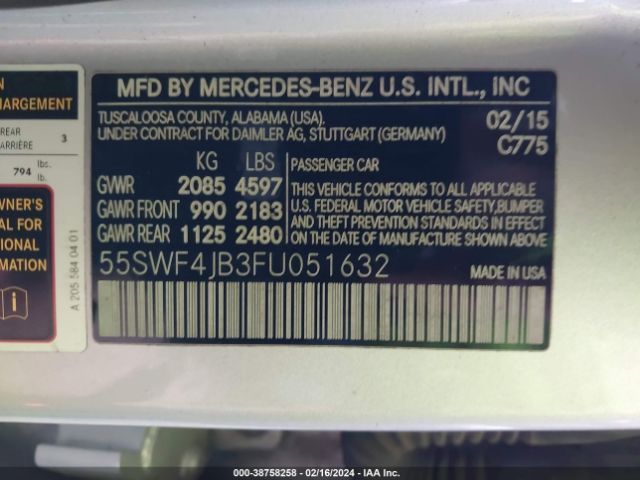 N
HARGEMENT
REAR 3
ARRIÈRE
794 lbs.
lb.
WNER'S
AL FOR
TIONAL
MATION.
A 205 584 04 01
MFD BY MERCEDES-BENZ U.S. INTL., INC
TUSCALOOSA COUNTY, ALABAMA (USA), 02/15
UNDER CONTRACT FOR DAIMLER AG, STUTTGART (GERMANY) C775
KG LBS PASSENGER CAR
GVWR 2085 4597
GAWR FRONT 990 2183
GAWR REAR 1125 2480
THIS VEHICLE CONFORMS TO ALL APPLICABLE
U.S. FEDERAL MOTOR VEHICLE SAFETY,BUMPER
AND THEFT PREVENTION STANDARDS IN EFFECT
ON THE DATE OF MANUFACTURE SHOWN ABOVE.
55SWF4JB3FU051632 MADE IN USA
000-38758258 - 02/16/2024 - IAA Inc.